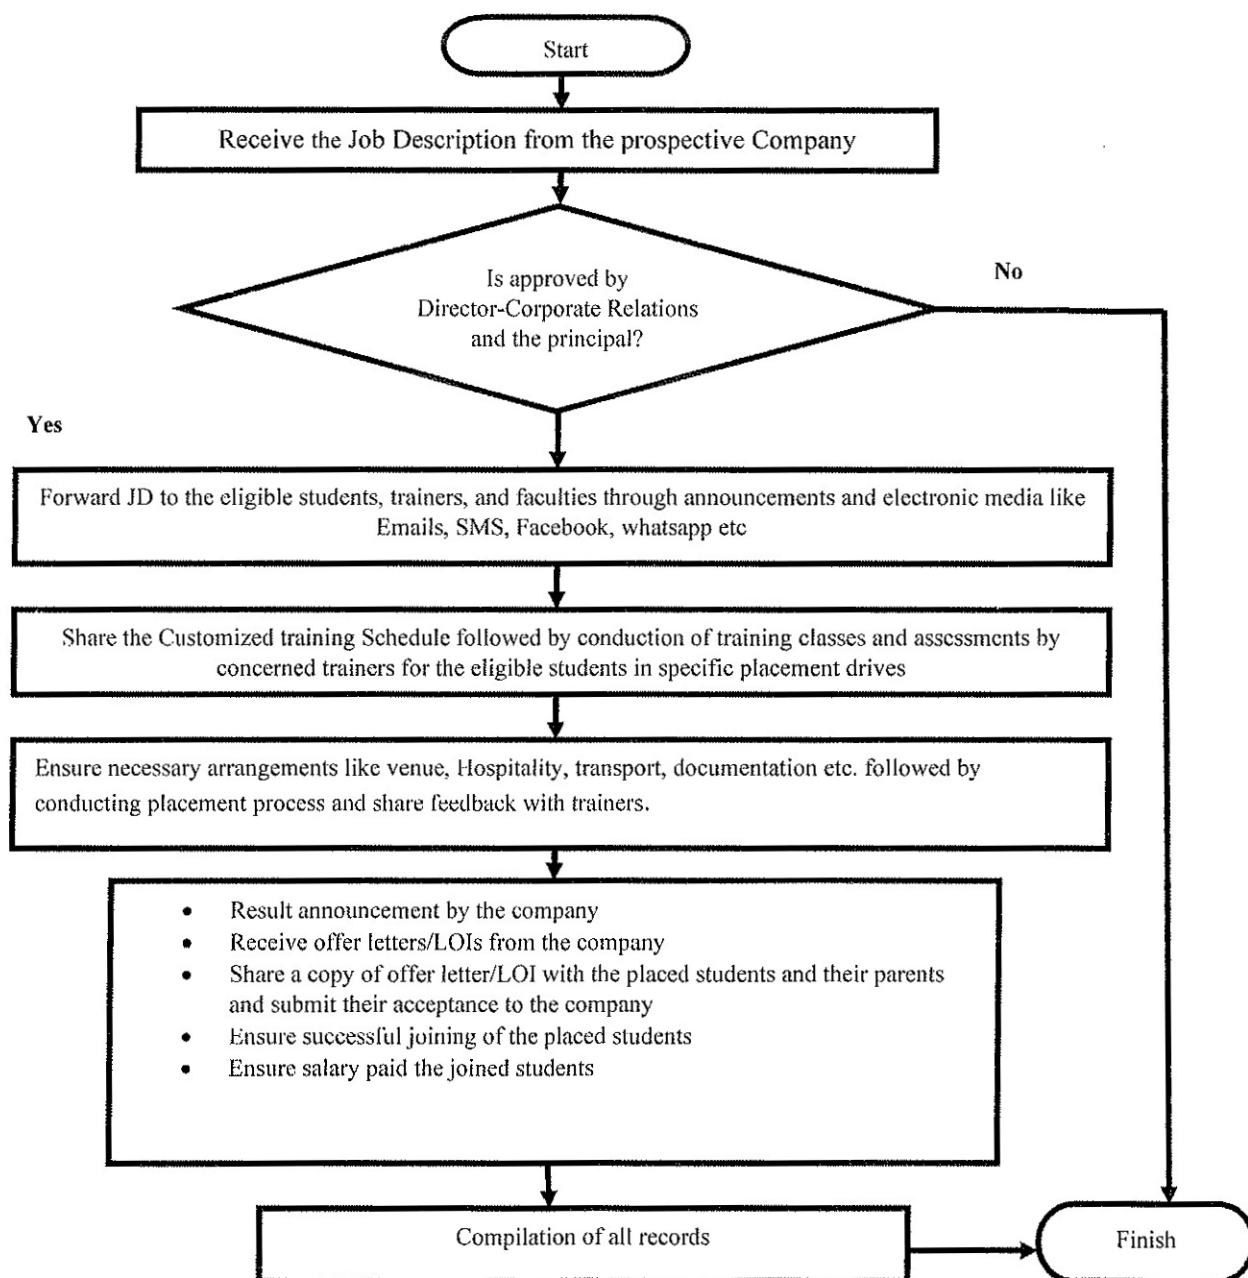 Start
Receive the Job Description from the prospective Company
Is approved by
Director-Corporate Relations
and the principal?
No
Yes
Forward JD to the eligible students, trainers, and faculties through announcements and electronic media like
Emails, SMS, Facebook, whatsapp etc
Share the Customized training Schedule followed by conduction of training classes and assessments by
concerned trainers for the eligible students in specific placement drives
Ensure necessary arrangements like venue, Hospitality, transport, documentation etc. followed by
conducting placement process and share feedback with trainers.
• Result announcement by the company
• Receive offer letters/LOIs from the company
• Share a copy of offer letter/LOI with the placed students and their parents
and submit their acceptance to the company
• Ensure successful joining of the placed students
• Ensure salary paid the joined students
Compilation of all records
Finish